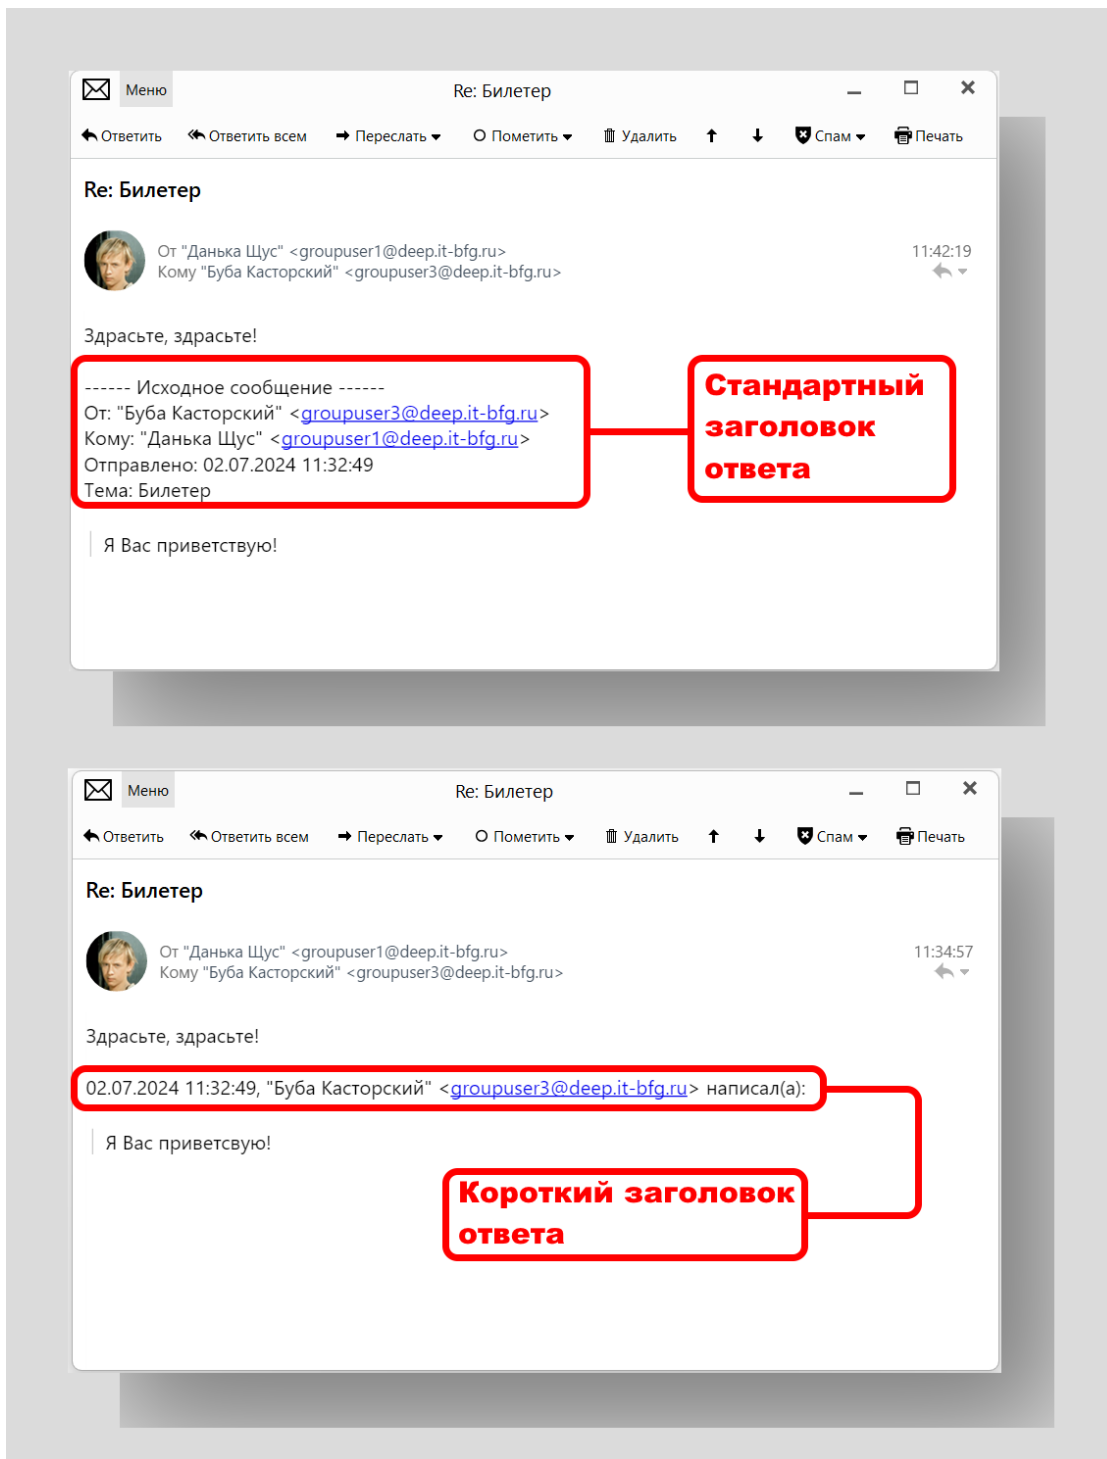 Меню Re: Билетер
Ответить Ответить всем Переслать Пометить Удалить Спам Печать
Re: Билетер
От "Данька Щус" <groupuser1@deep.it-bfg.ru> 11:42:19
Кому "Буба Касторский" <groupuser3@deep.it-bfg.ru>
Здрасьте, здрасьте!
------ Исходное сообщение ------
От: "Буба Касторский" <groupuser3@deep.it-bfg.ru>
Кому: "Данька Щус" <groupuser1@deep.it-bfg.ru>
Отправлено: 02.07.2024 11:32:49
Тема: Билетер
Стандартный
заголовок
ответа
Я Вас приветствую!
Меню Re: Билетер
Ответить Ответить всем Переслать Пометить Удалить Спам Печать
Re: Билетер
От "Данька Щус" <groupuser1@deep.it-bfg.ru> 11:34:57
Кому "Буба Касторский" <groupuser3@deep.it-bfg.ru>
Здрасьте, здрасьте!
02.07.2024 11:32:49, "Буба Касторский" <groupuser3@deep.it-bfg.ru> написал(а):
Я Вас приветсвую!
Короткий заголовок
ответа